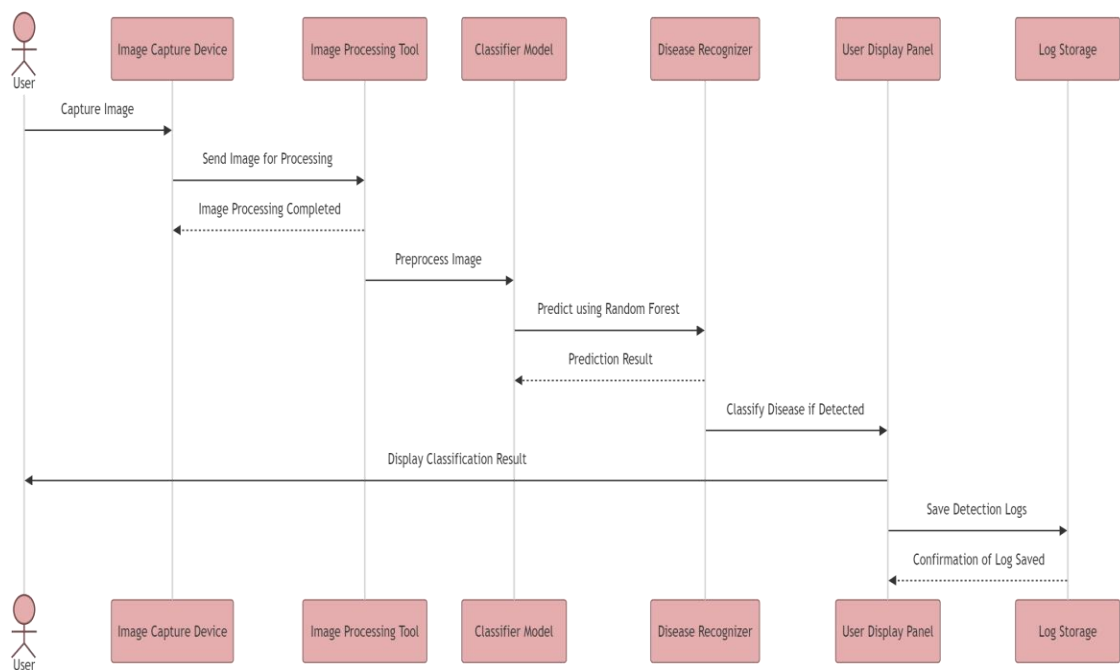 Image Capture Device
Image Processing Tool
Classifier Model
Disease Recognizer
User Display Panel
Log Storage
User
Capture Image
Send Image for Processing
Image Processing Completed
Preprocess Image
Predict using Random Forest
Prediction Result
Classify Disease if Detected
Display Classification Result
Save Detection Logs
Confirmation of Log Saved
Image Capture Device
Image Processing Tool
Classifier Model
Disease Recognizer
User Display Panel
Log Storage
User